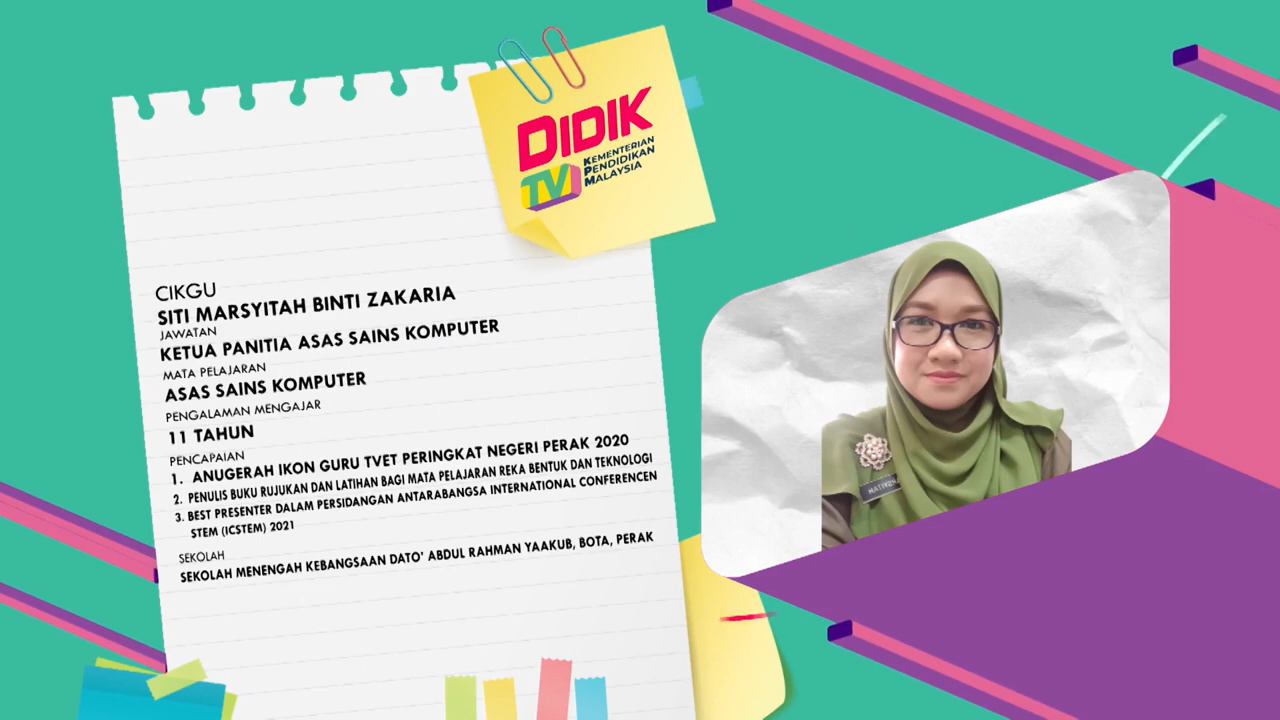 DIDIK
TV
KEMENTERIAN
PENDIDIKAN
MALAYSIA
CIKGU
SITI MARSYITAH BINTI ZAKARIA
JAWATAN
KETUA PANITIA ASAS SAINS KOMPUTER
MATA PELAJARAN
ASAS SAINS KOMPUTER
PENGALAMAN MENGAJAR
11 TAHUN
PENCAPAIAN
1. ANUGERAH IKON GURU TVET PERINGKAT NEGERI PERAK 2020
2. PENULIS BUKU RUJUKAN DAN LATIHAN BAGI MATA PELAJARAN REKA BENTUK DAN TEKNOLOGI
3. BEST PRESENTER DALAM PERSIDANGAN ANTARABANGSA INTERNATIONAL CONFERENCEN
STEM (ICSTEM) 2021
SEKOLAH
SEKOLAH MENENGAH KEBANGSAAN DATO' ABDUL RAHMAN YAAKUB, BOTA, PERAK